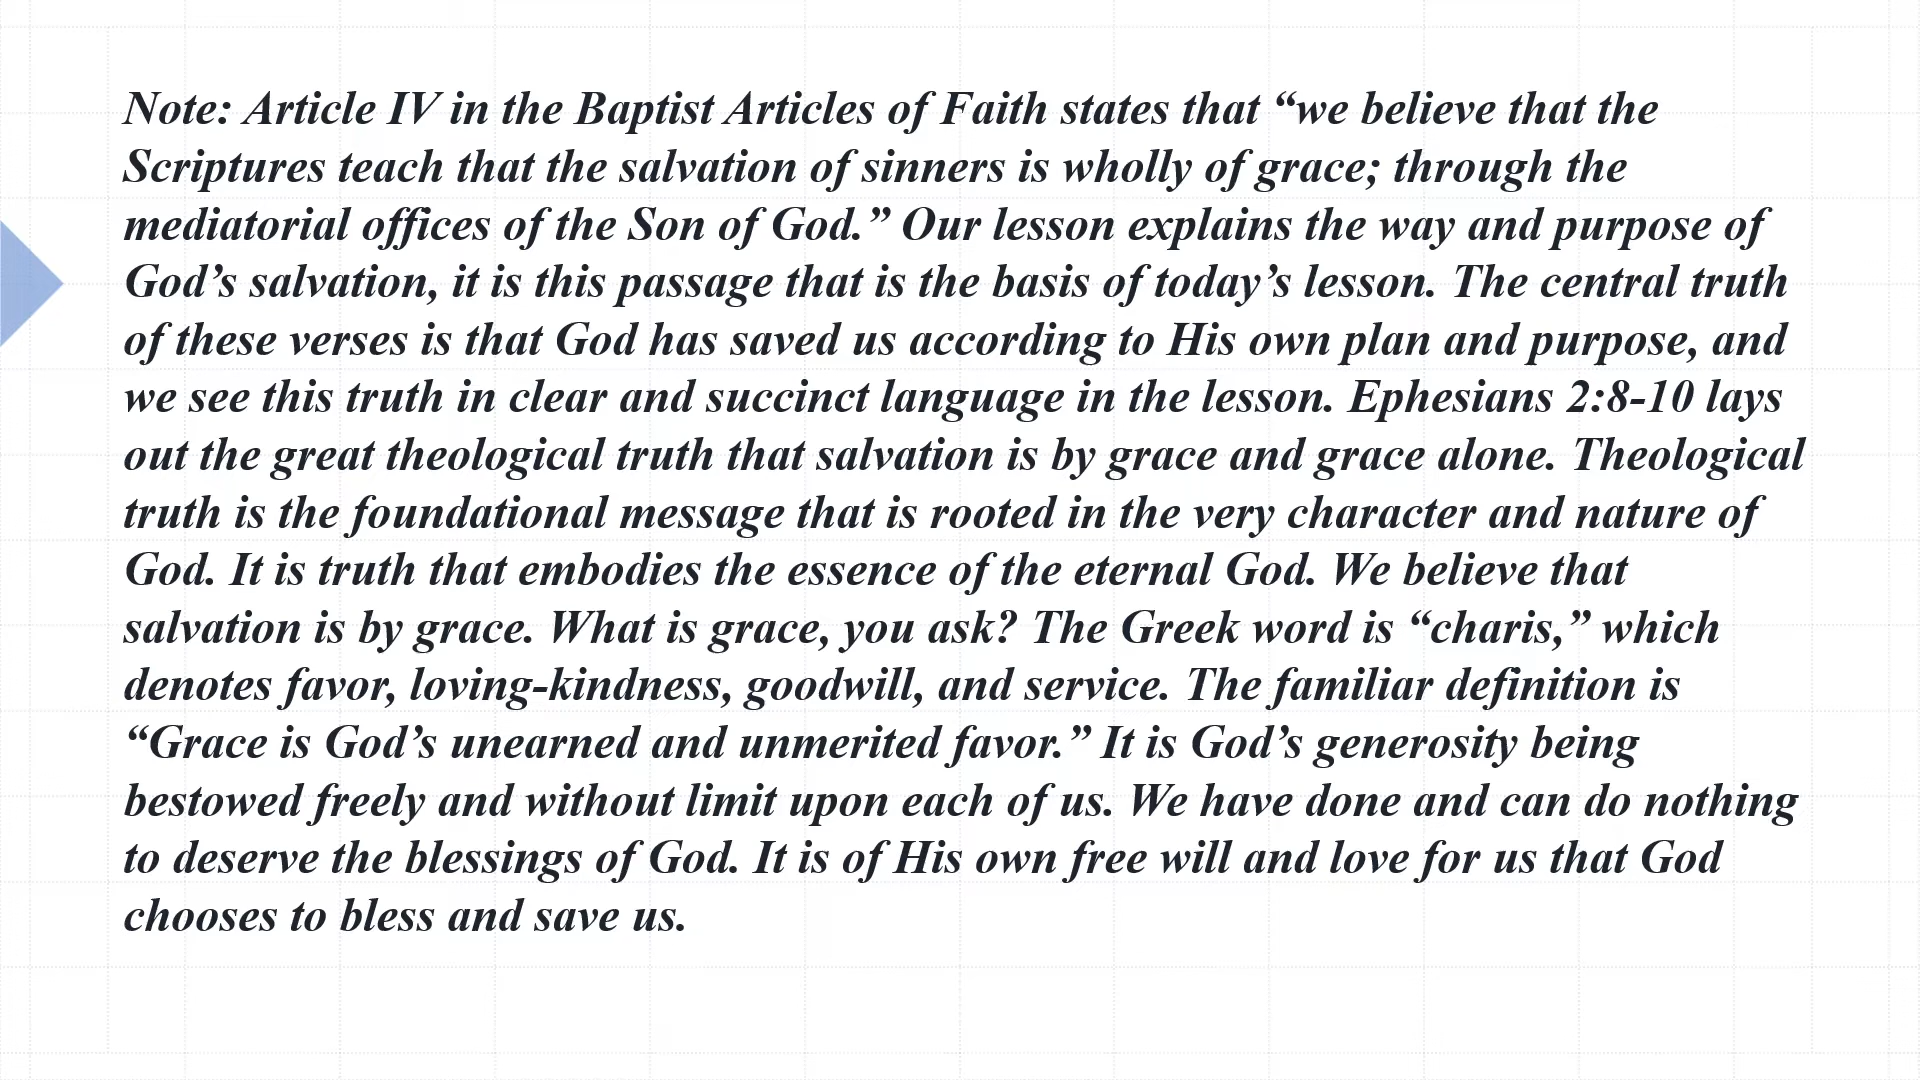 Note: Article IV in the Baptist Articles of Faith states that “we believe that the
Scriptures teach that the salvation of sinners is wholly of grace; through the
mediatorial offices of the Son of God.” Our lesson explains the way and purpose of
God’s salvation, it is this passage that is the basis of today’s lesson. The central truth
of these verses is that God has saved us according to His own plan and purpose, and
we see this truth in clear and succinct language in the lesson. Ephesians 2:8-10 lays
out the great theological truth that salvation is by grace and grace alone. Theological
truth is the foundational message that is rooted in the very character and nature of
God. It is truth that embodies the essence of the eternal God. We believe that
salvation is by grace. What is grace, you ask? The Greek word is “charis,” which
denotes favor, loving-kindness, goodwill, and service. The familiar definition is
“Grace is God’s unearned and unmerited favor.” It is God’s generosity being
bestowed freely and without limit upon each of us. We have done and can do nothing
to deserve the blessings of God. It is of His own free will and love for us that God
chooses to bless and save us.